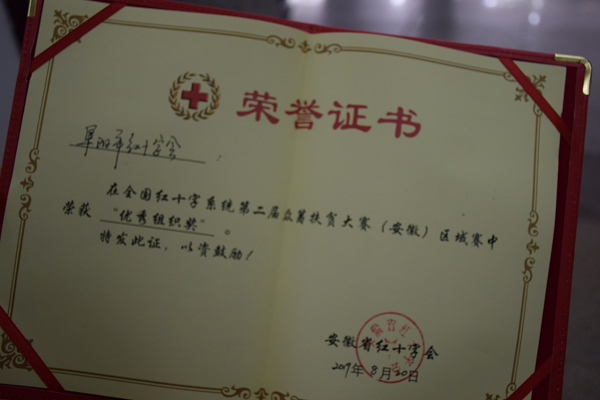 荣誉证书
阜阳市红十字会：
在全国红十字系统第二届众筹扶贫大赛（安徽）区域赛中
荣获“优秀组织奖”。
特发此证，以资鼓励！
安徽省红十字会
2019年8月20日